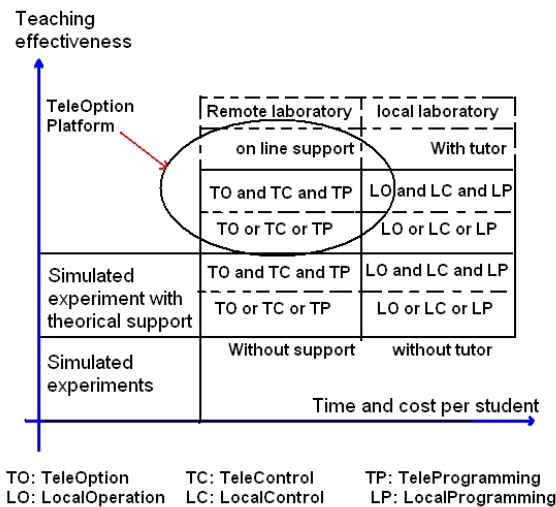 Teaching
effectiveness
TeleOption
Platform
Remote laboratory
local laboratory
on line support
With tutor
TO and TC and TP
LO and LC and LP
TO or TC or TP
LO or LC or LP
Simulated
experiment with
theorical support
TO and TC and TP
LO and LC and LP
TO or TC or TP
LO or LC or LP
Without support
without tutor
Simulated
experiments
Time and cost per student
TO: TeleOption
TC: TeleControl
TP: TeleProgramming
LO: LocalOperation
LC: LocalControl
LP: LocalProgramming